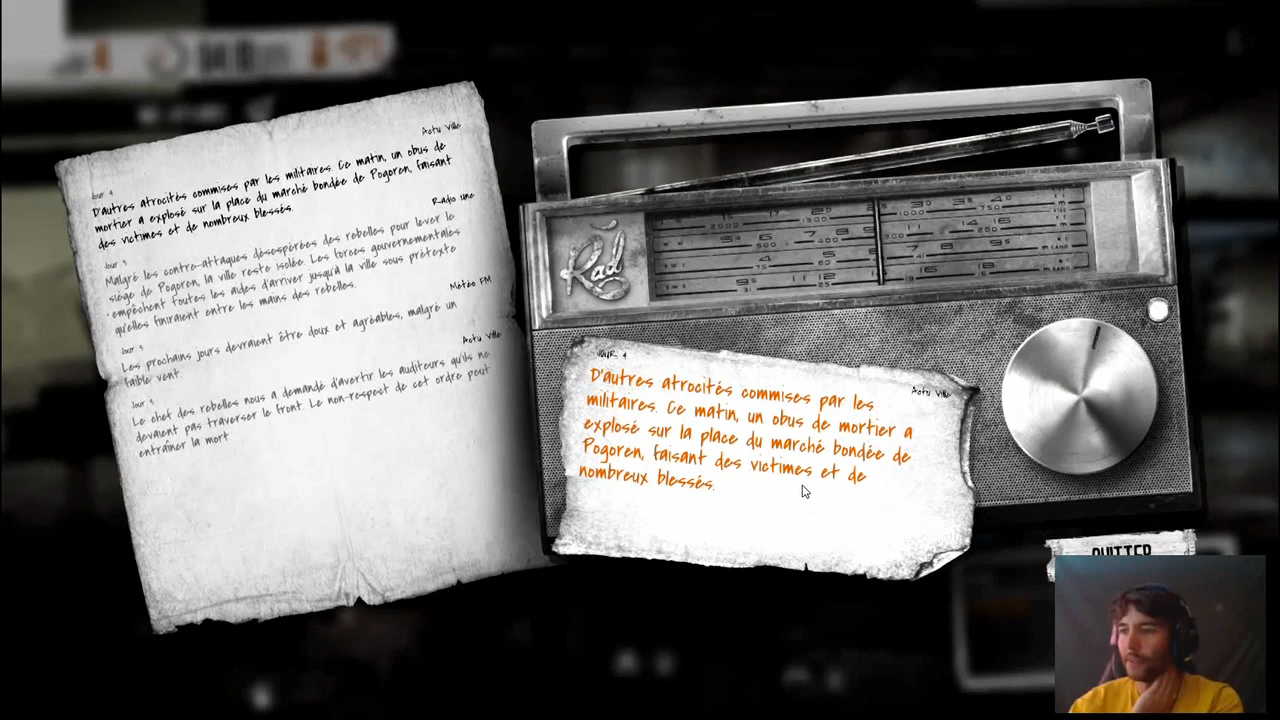 Actu Ville
Jour 4
D'autres atrocités commises par les militaires. Ce matin, un obus de
mortier a explosé sur la place du marché bondée de Pogoren, faisant
des victimes et de nombreux blessés.
Radio une
Jour 3
Malgré les contre-attaques désespérées des rebelles pour lever le
siège de Pogoren, la ville reste isolée. Les forces gouvernementales
empêchent toutes les aides d'arriver jusqu'à la ville sous prétexte
qu'elles finiraient entre les mains des rebelles.
Météo FM
Jour 3
Les prochains jours devraient être doux et agréables, malgré un
faible vent.
Actu Ville
Jour 3
Le chef des rebelles nous a demandé d'avertir les auditeurs qu'ils ne
devaient pas traverser le front. Le non-respect de cet ordre peut
entraîner la mort
Rad
JOUR 4
Actu Ville
D'autres atrocités commises par les
militaires. Ce matin, un obus de mortier a
explosé sur la place du marché bondée de
Pogoren, faisant des victimes et de
nombreux blessés.
QUITTER